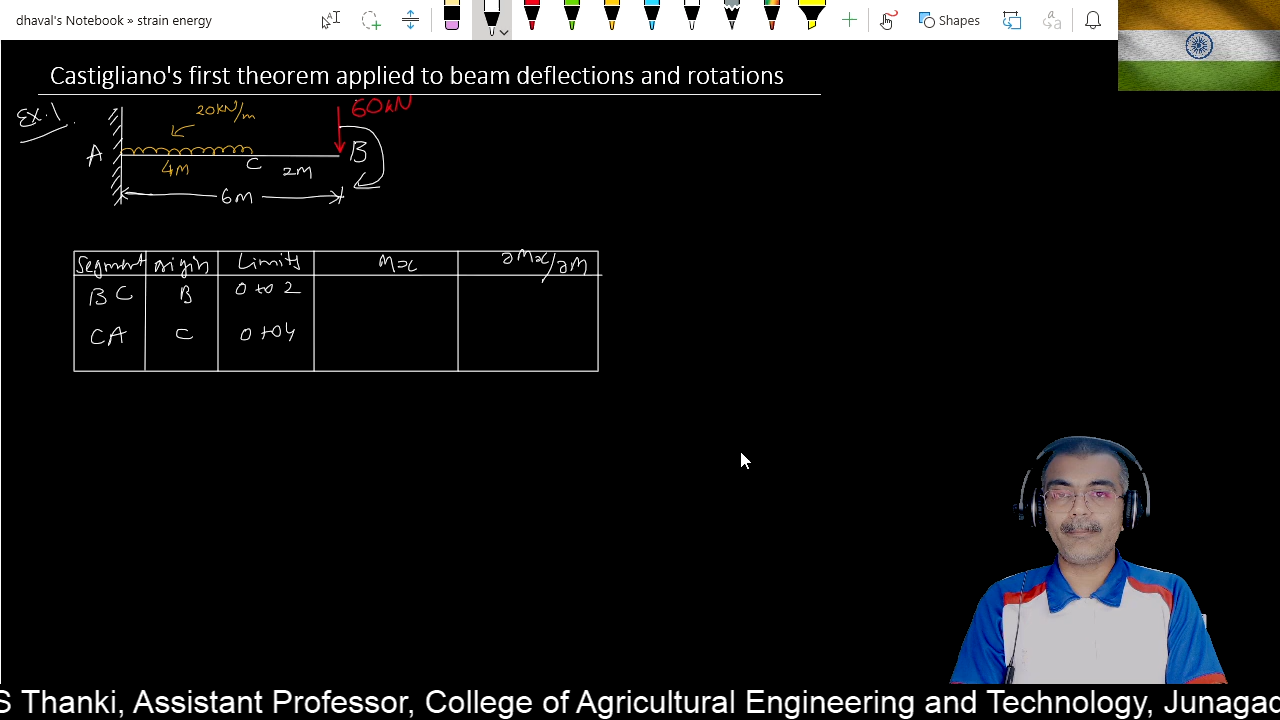 dhaval's Notebook » strain energy
Shapes
Castigliano's first theorem applied to beam deflections and rotations
Ex.1
20KN/m
60KN
A
B
C
4M
2M
6M
Segment origin Limits Mx ∂Mx/∂M
BC B 0 to 2
CA C 0 to 4
S Thanki, Assistant Professor, College of Agricultural Engineering and Technology, Junagad